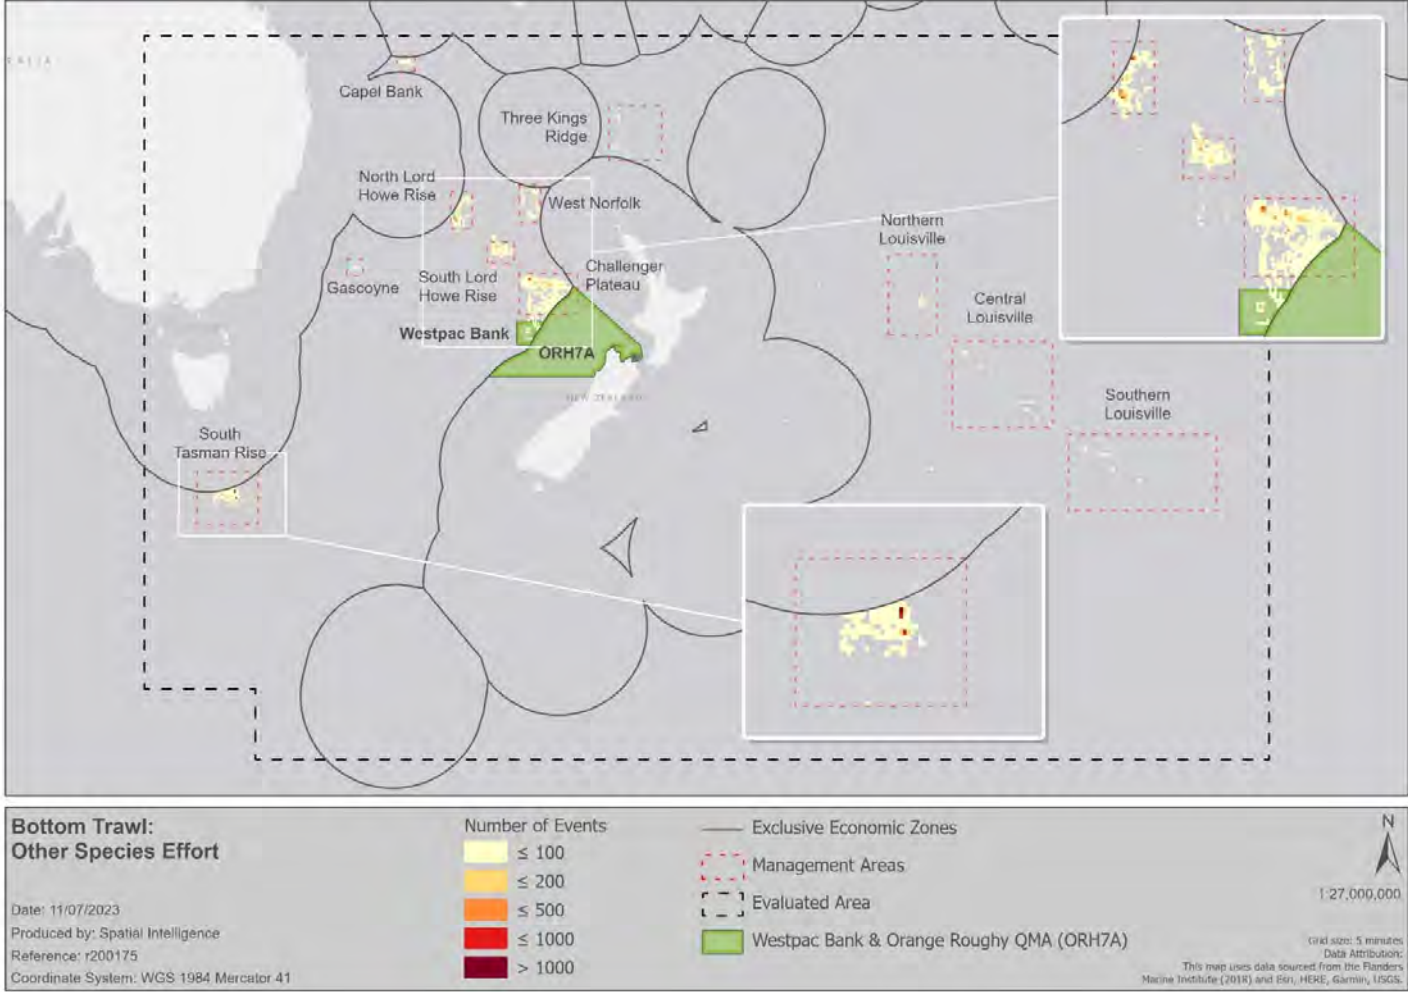 RALIA
Capel Bank
Three Kings
Ridge
North Lord
Howe Rise
West Norfolk
Northern
Louisville
South Lord
Howe Rise
Challenger
Plateau
Gascoyne
Central
Louisville
Westpac Bank
ORH7A
NEW ZEALAND
Southern
Louisville
South
Tasman Rise
Bottom Trawl:
Other Species Effort
Date: 11/07/2023
Produced by: Spatial Intelligence
Reference: r200175
Coordinate System: WGS 1984 Mercator 41
Number of Events
≤ 100
≤ 200
≤ 500
≤ 1000
> 1000
Exclusive Economic Zones
Management Areas
Evaluated Area
Westpac Bank & Orange Roughy QMA (ORH7A)
N
1:27,000,000
Grid size: 5 minutes
Data Attribution:
This map uses data sourced from the Flanders
Marine Institute (2018) and Esri, HERE, Garmin, USGS.